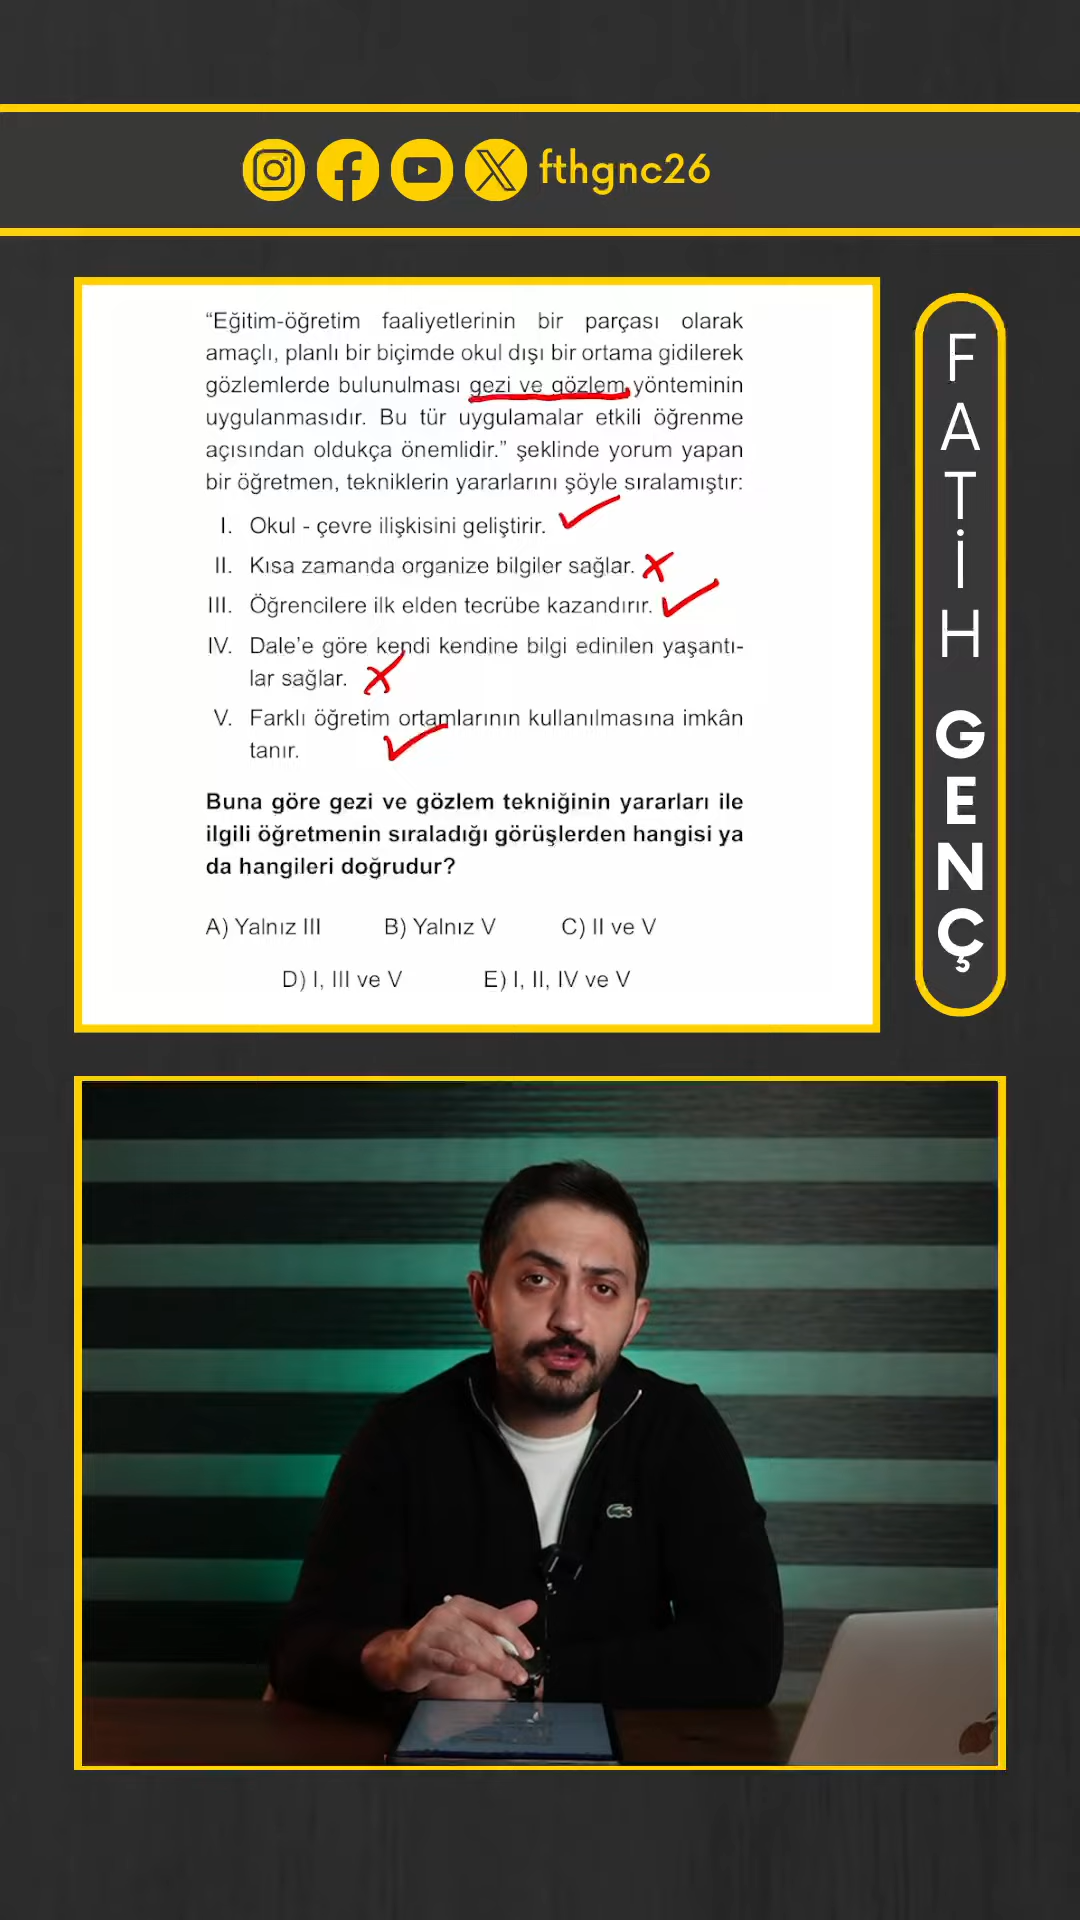 fthgnc26
“Eğitim-öğretim faaliyetlerinin bir parçası olarak
amaçlı, planlı bir biçimde okul dışı bir ortama gidilerek
gözlemlerde bulunulması gezi ve gözlem yönteminin
uygulanmasıdır. Bu tür uygulamalar etkili öğrenme
açısından oldukça önemlidir.” şeklinde yorum yapan
bir öğretmen, tekniklerin yararlarını şöyle sıralamıştır:
I. Okul - çevre ilişkisini geliştirir.
II. Kısa zamanda organize bilgiler sağlar.
III. Öğrencilere ilk elden tecrübe kazandırır.
IV. Dale’e göre kendi kendine bilgi edinilen yaşantı-
lar sağlar.
V. Farklı öğretim ortamlarının kullanılmasına imkân
tanır.
Buna göre gezi ve gözlem tekniğinin yararları ile
ilgili öğretmenin sıraladığı görüşlerden hangisi ya
da hangileri doğrudur?
A) Yalnız III B) Yalnız V C) II ve V
D) I, III ve V E) I, II, IV ve V
FATİH GENÇ